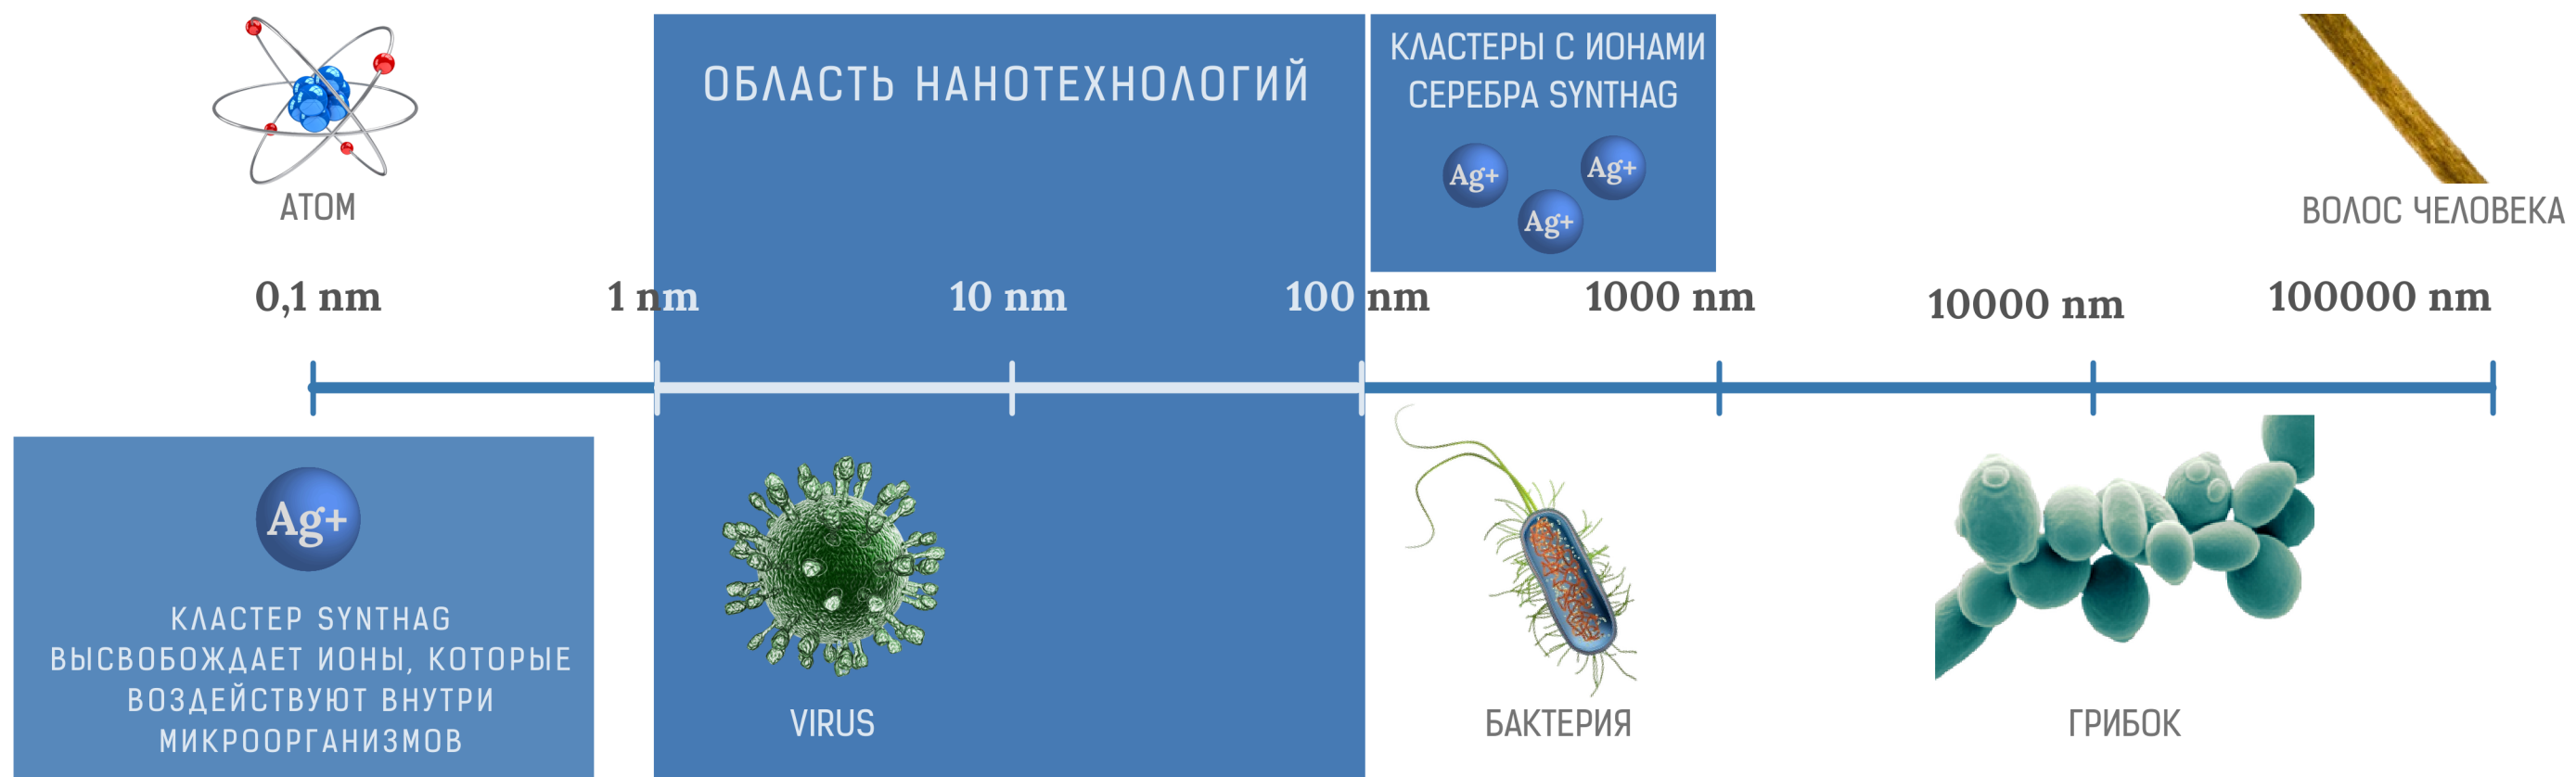 ОБЛАСТЬ НАНОТЕХНОЛОГИЙ
КЛАСТЕРЫ С ИОНАМИ
СЕРЕБРА SYNTHAG
Ag+
Ag+
Ag+
АТОМ
ВОЛОС ЧЕЛОВЕКА
0,1 nm
1 nm
10 nm
100 nm
1000 nm
10000 nm
100000 nm
Ag+
КЛАСТЕР SYNTHAG
ВЫСВОБОЖДАЕТ ИОНЫ, КОТОРЫЕ
ВОЗДЕЙСТВУЮТ ВНУТРИ
МИКРООРГАНИЗМОВ
VIRUS
БАКТЕРИЯ
ГРИБОК